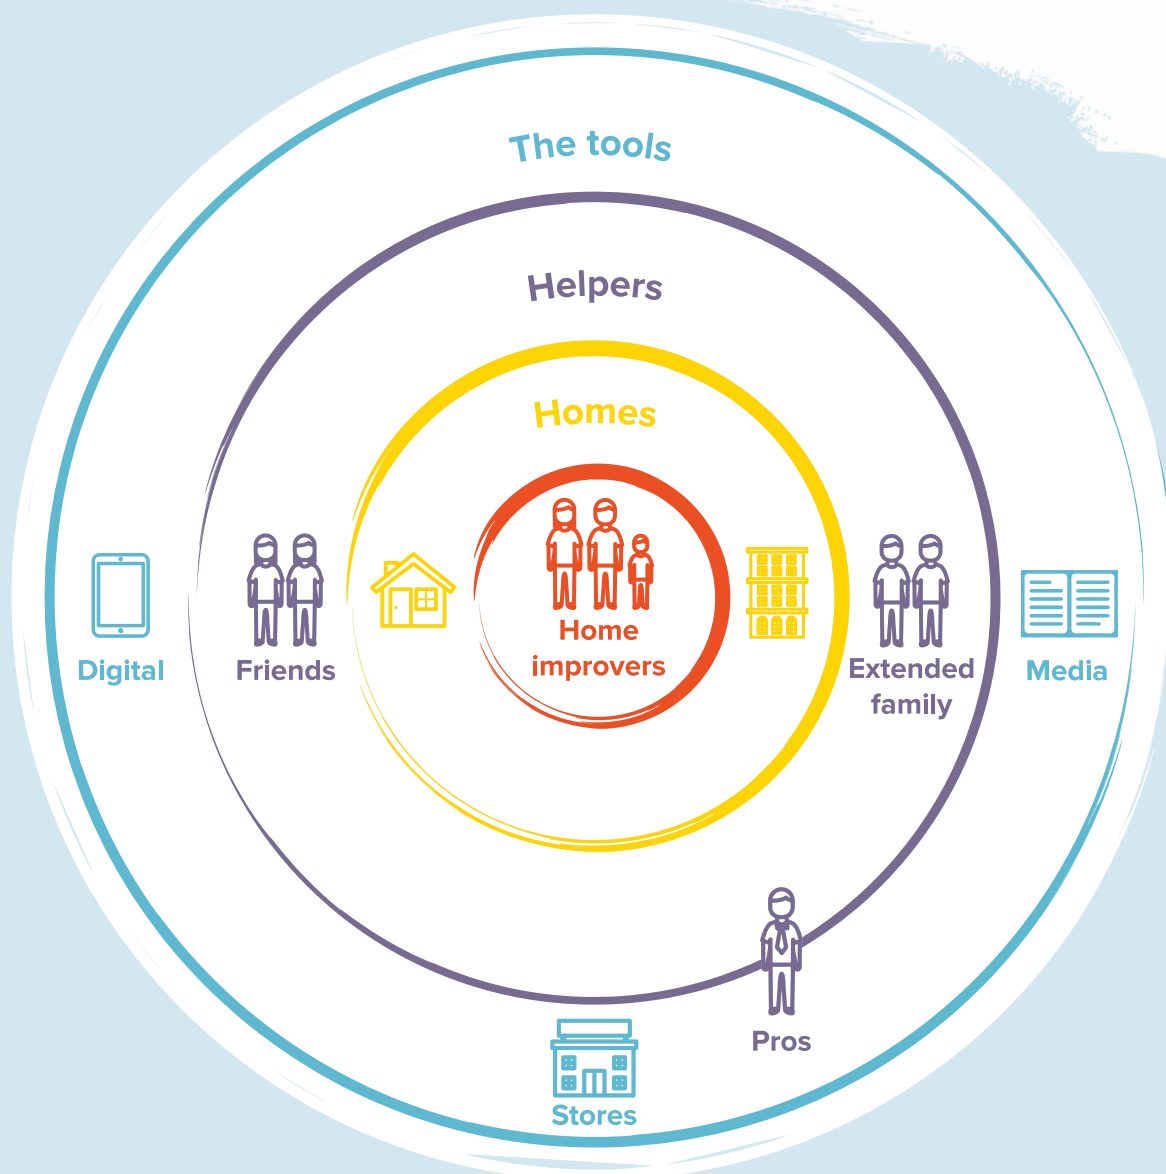 The tools
Helpers
Homes
Home
improvers
Digital
Friends
Extended
family
Media
Pros
Stores